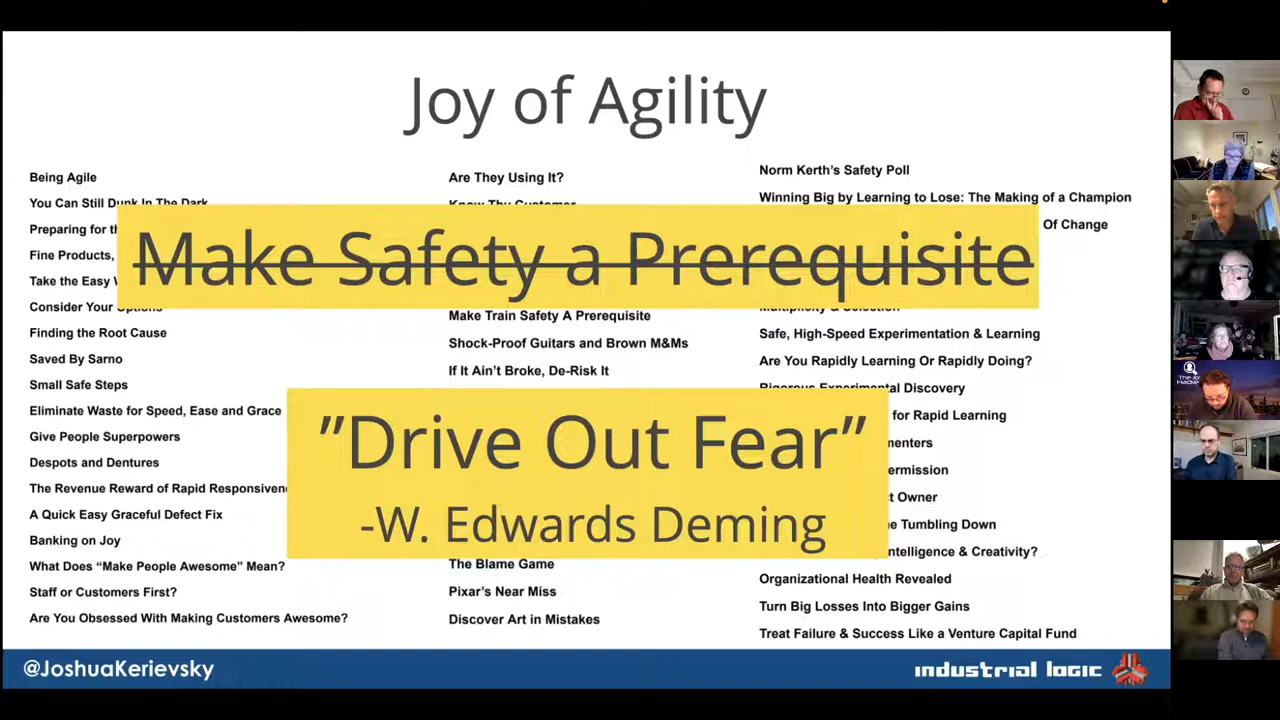 Joy of Agility
Being Agile
You Can Still Dunk In The Dark
Preparing for
Fine Products,
Take the Easy
Consider Your Options
Finding the Root Cause
Saved By Sarno
Small Safe Steps
Eliminate Waste for Speed, Ease and Grace
Give People Superpowers
Despots and Dentures
The Revenue Reward of Rapid
A Quick Easy Graceful Defect Fix
Banking on Joy
What Does “Make People Awesome” Mean?
Staff or Customers First?
Are You Obsessed With Making Customers Awesome?
Are They Using It?
Know Thy Customer
Make Safety a Prerequisite
Make Train Safety A Prerequisite
Shock-Proof Guitars and Brown M&Ms
If It Ain’t Broke, De-Risk It
”Drive Out Fear”
-W. Edwards Deming
The Blame Game
Pixar’s Near Miss
Discover Art in Mistakes
Norm Kerth’s Safety Poll
Winning Big by Learning to Lose: The Making of a Champion
Of Change
Multiplicity & Selection
Safe, High-Speed Experimentation & Learning
Are You Rapidly Learning Or Rapidly Doing?
Rigorous Experimental Discovery
for Rapid Learning
Owner
Tumbling Down
Intelligence & Creativity?
Organizational Health Revealed
Turn Big Losses Into Bigger Gains
Treat Failure & Success Like a Venture Capital Fund
@JoshuaKerievsky
industrial logic